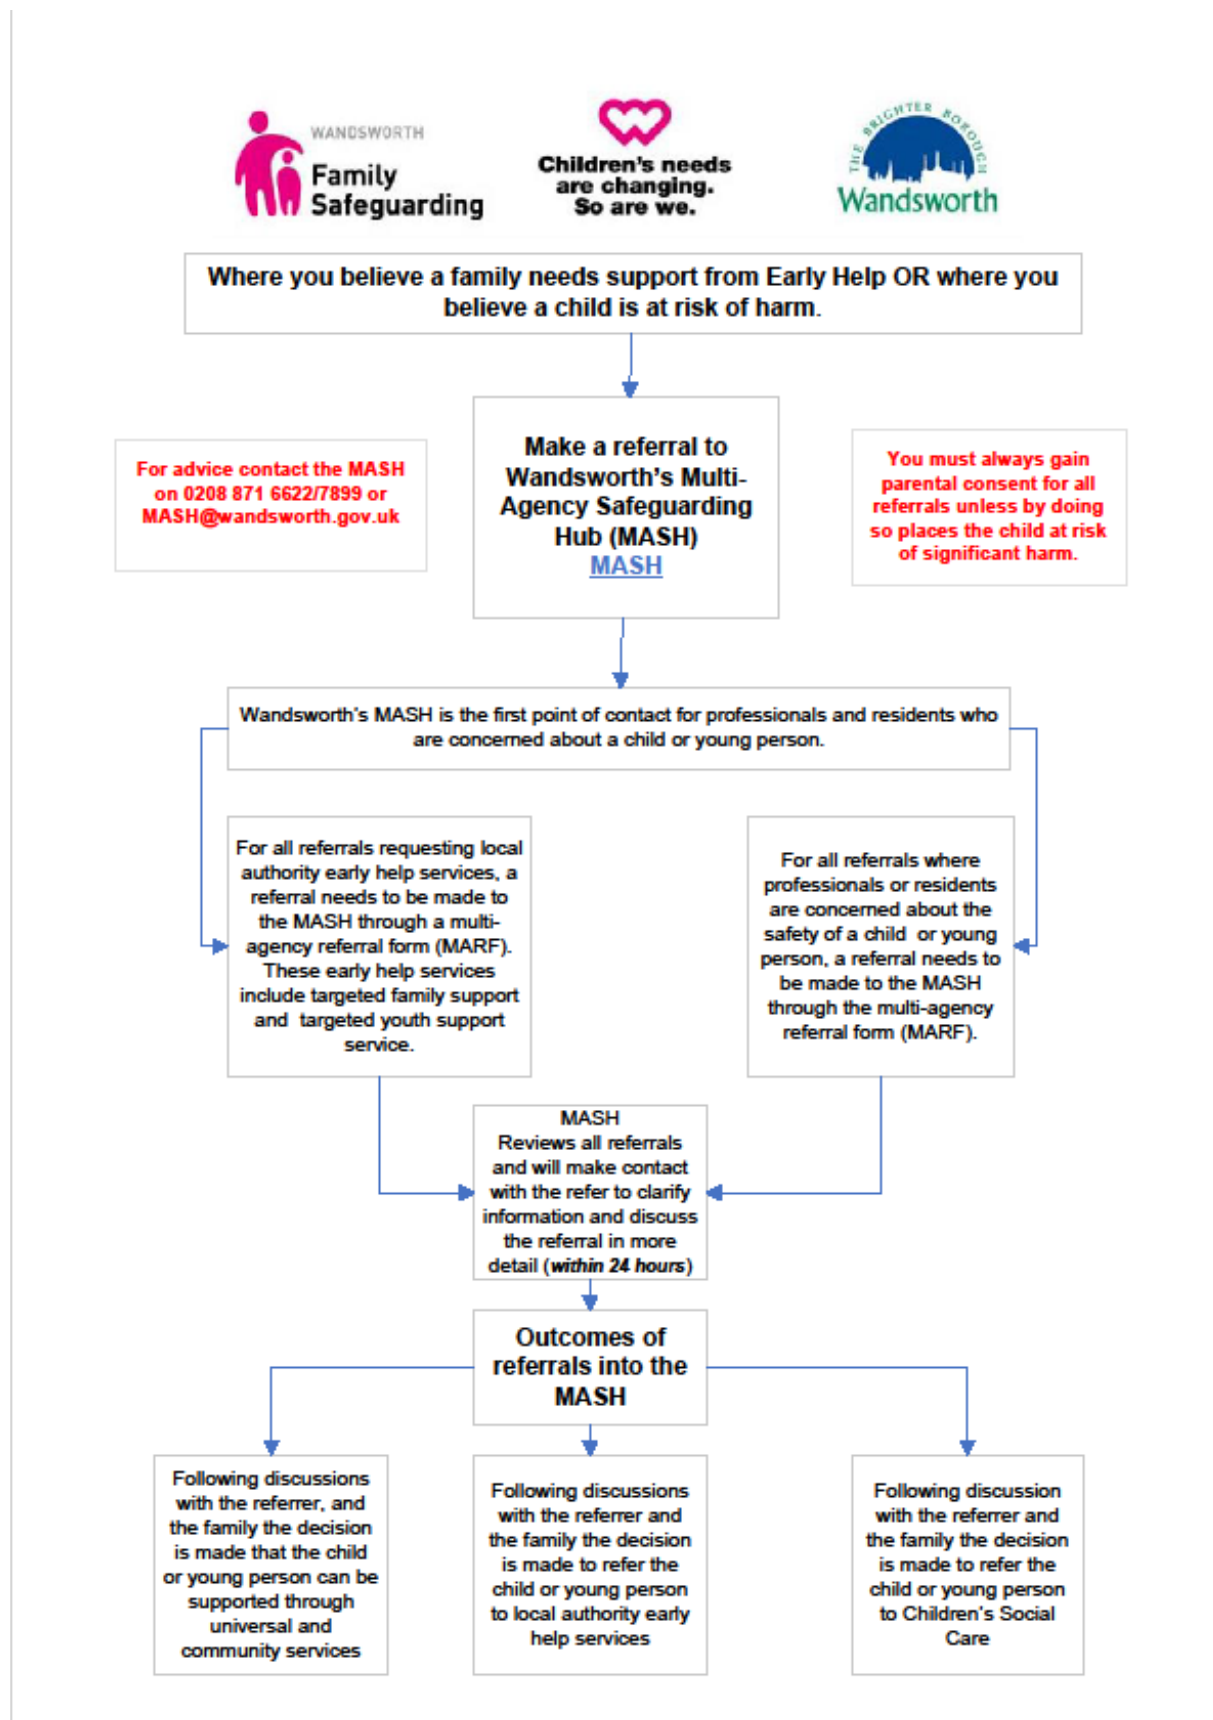 WANDSWORTH
Family
Safeguarding
Children's needs
are changing.
So are we.
THE BRIGHTER BOROUGH
Wandsworth
Where you believe a family needs support from Early Help OR where you
believe a child is at risk of harm.
For advice contact the MASH
on 0208 871 6622/7899 or
MASH@wandsworth.gov.uk
Make a referral to
Wandsworth's Multi-
Agency Safeguarding
Hub (MASH)
MASH
You must always gain
parental consent for all
referrals unless by doing
so places the child at risk
of significant harm.
Wandsworth's MASH is the first point of contact for professionals and residents who
are concerned about a child or young person.
For all referrals requesting local
authority early help services, a
referral needs to be made to
the MASH through a multi-
agency referral form (MARF).
These early help services
include targeted family support
and targeted youth support
service.
For all referrals where
professionals or residents
are concerned about the
safety of a child or young
person, a referral needs to
be made to the MASH
through the multi-agency
referral form (MARF).
MASH
Reviews all referrals
and will make contact
with the refer to clarify
information and discuss
the referral in more
detail (within 24 hours)
Outcomes of
referrals into the
MASH
Following discussions
with the referrer, and
the family the decision
is made that the child
or young person can be
supported through
universal and
community services
Following discussions
with the referrer and
the family the decision
is made to refer the
child or young person
to local authority early
help services
Following discussion
with the referrer and
the family the decision
is made to refer the
child or young person
to Children's Social
Care